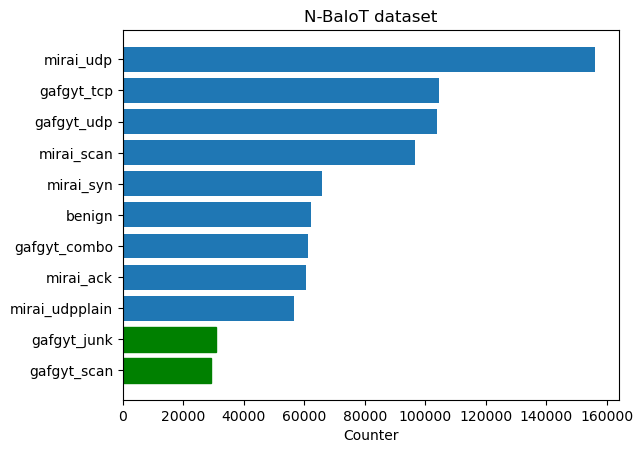 N-BaIoT dataset
mirai_udp
gafgyt_tcp
gafgyt_udp
mirai_scan
mirai_syn
benign
gafgyt_combo
mirai_ack
mirai_udpplain
gafgyt_junk
gafgyt_scan
0 20000 40000 60000 80000 100000 120000 140000 160000
Counter